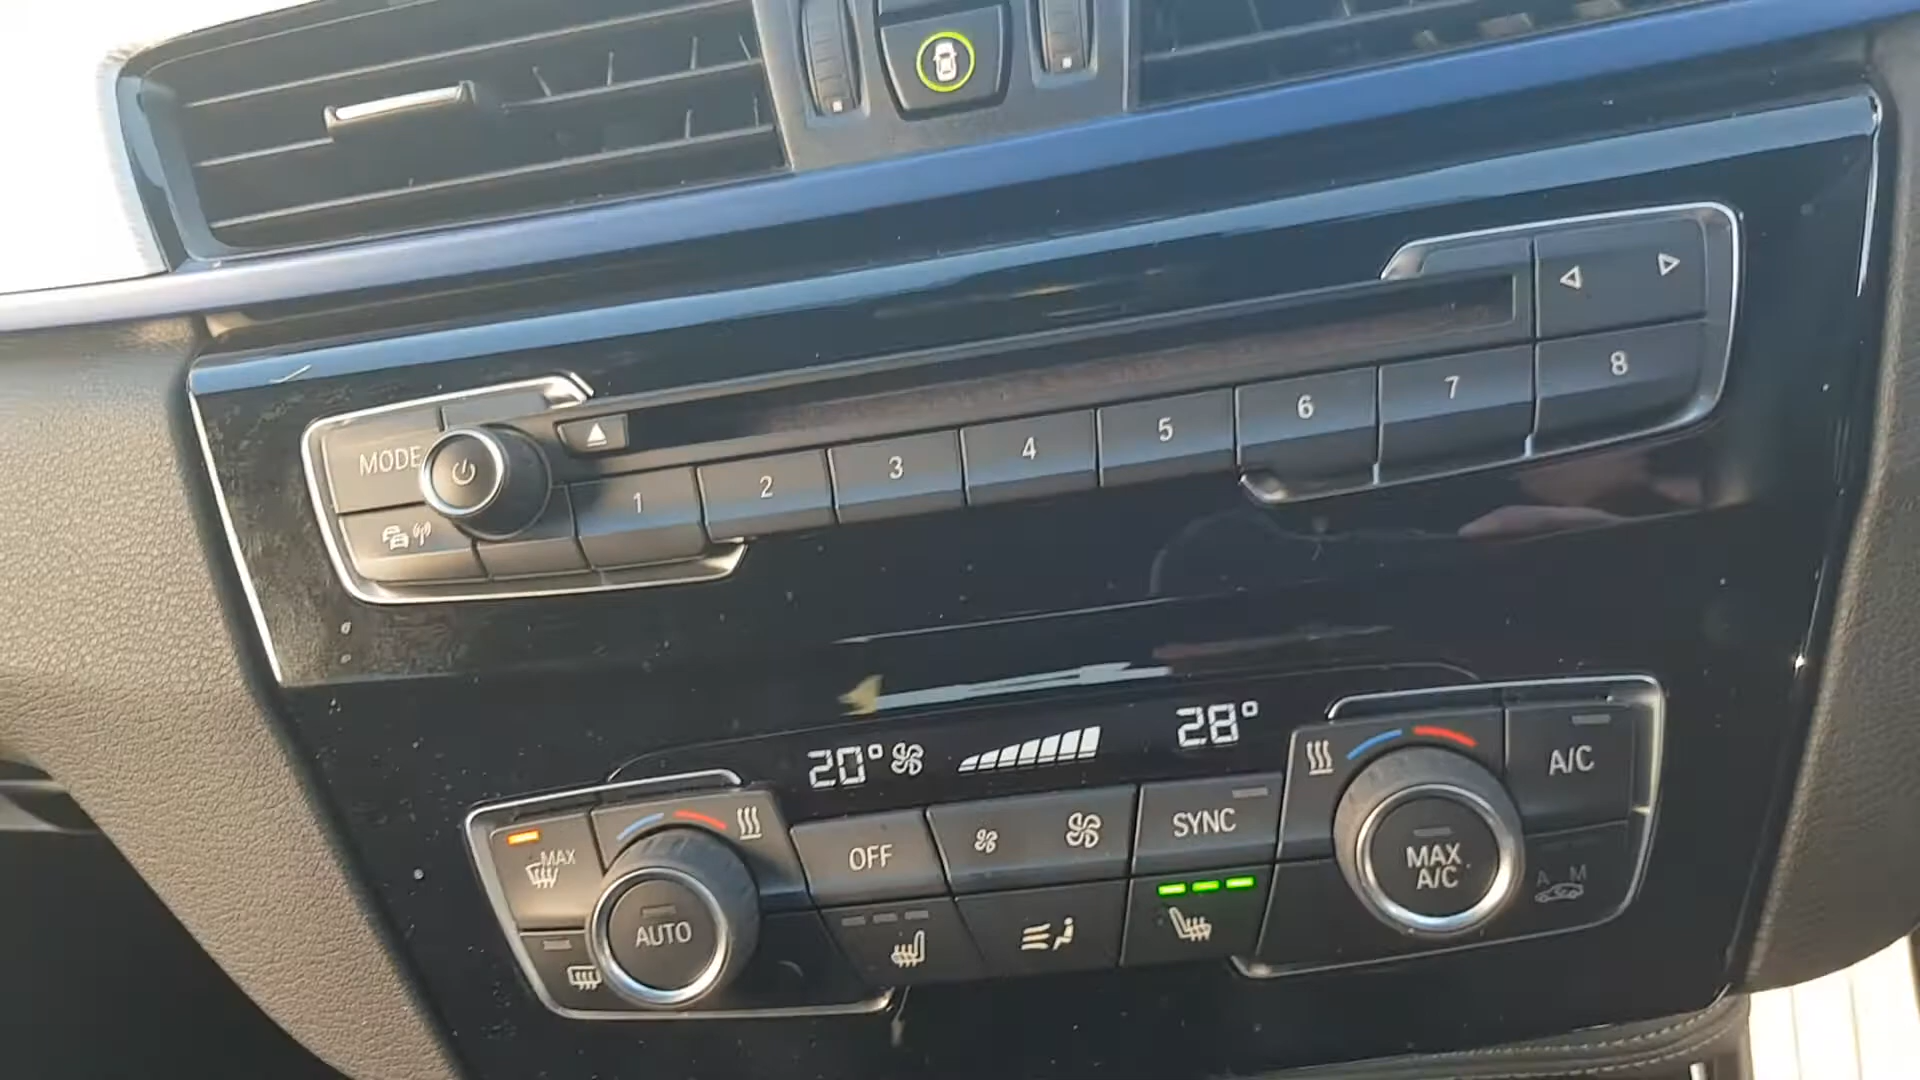 MODE
1 2 3 4 5 6 7 8
20° 28°
MAX
AUTO
OFF
SYNC
MAX
A/C
A/C
A M